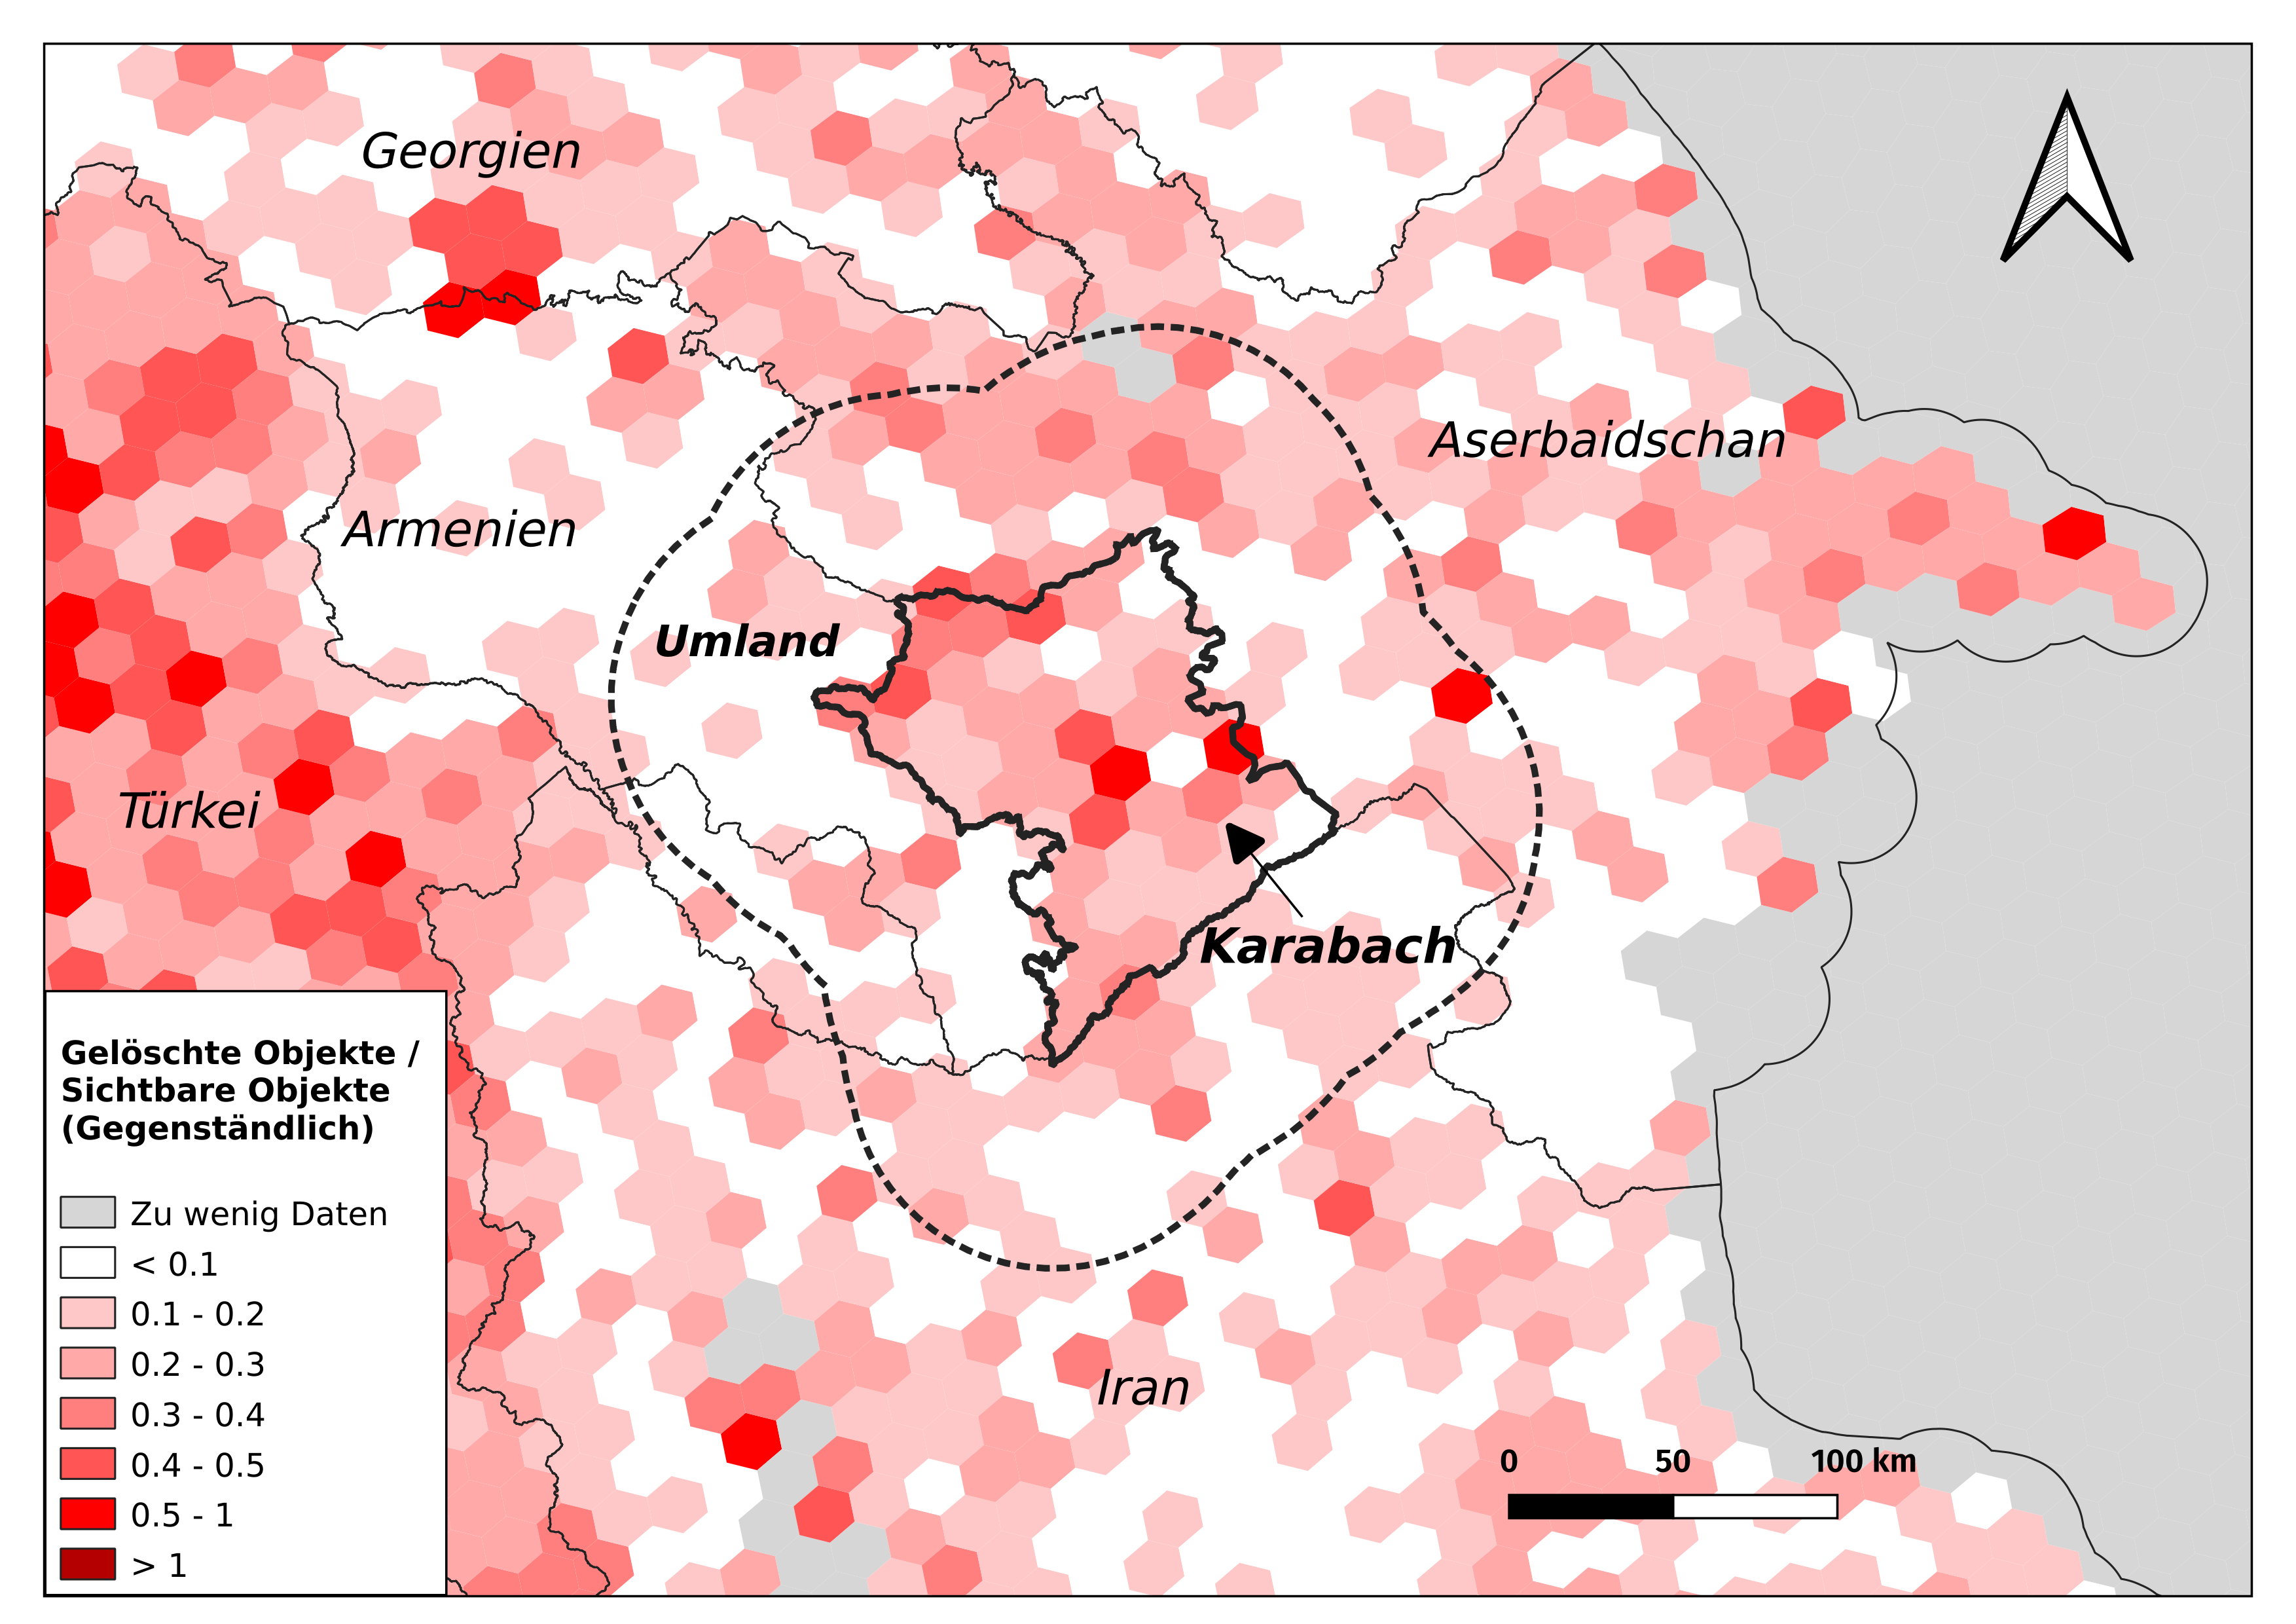 Georgien
Aserbaidschan
Armenien
Umland
Türkei
Karabach
Iran
Gelöschte Objekte /
Sichtbare Objekte
(Gegenständlich)
Zu wenig Daten
< 0.1
0.1 - 0.2
0.2 - 0.3
0.3 - 0.4
0.4 - 0.5
0.5 - 1
> 1
0 50 100 km